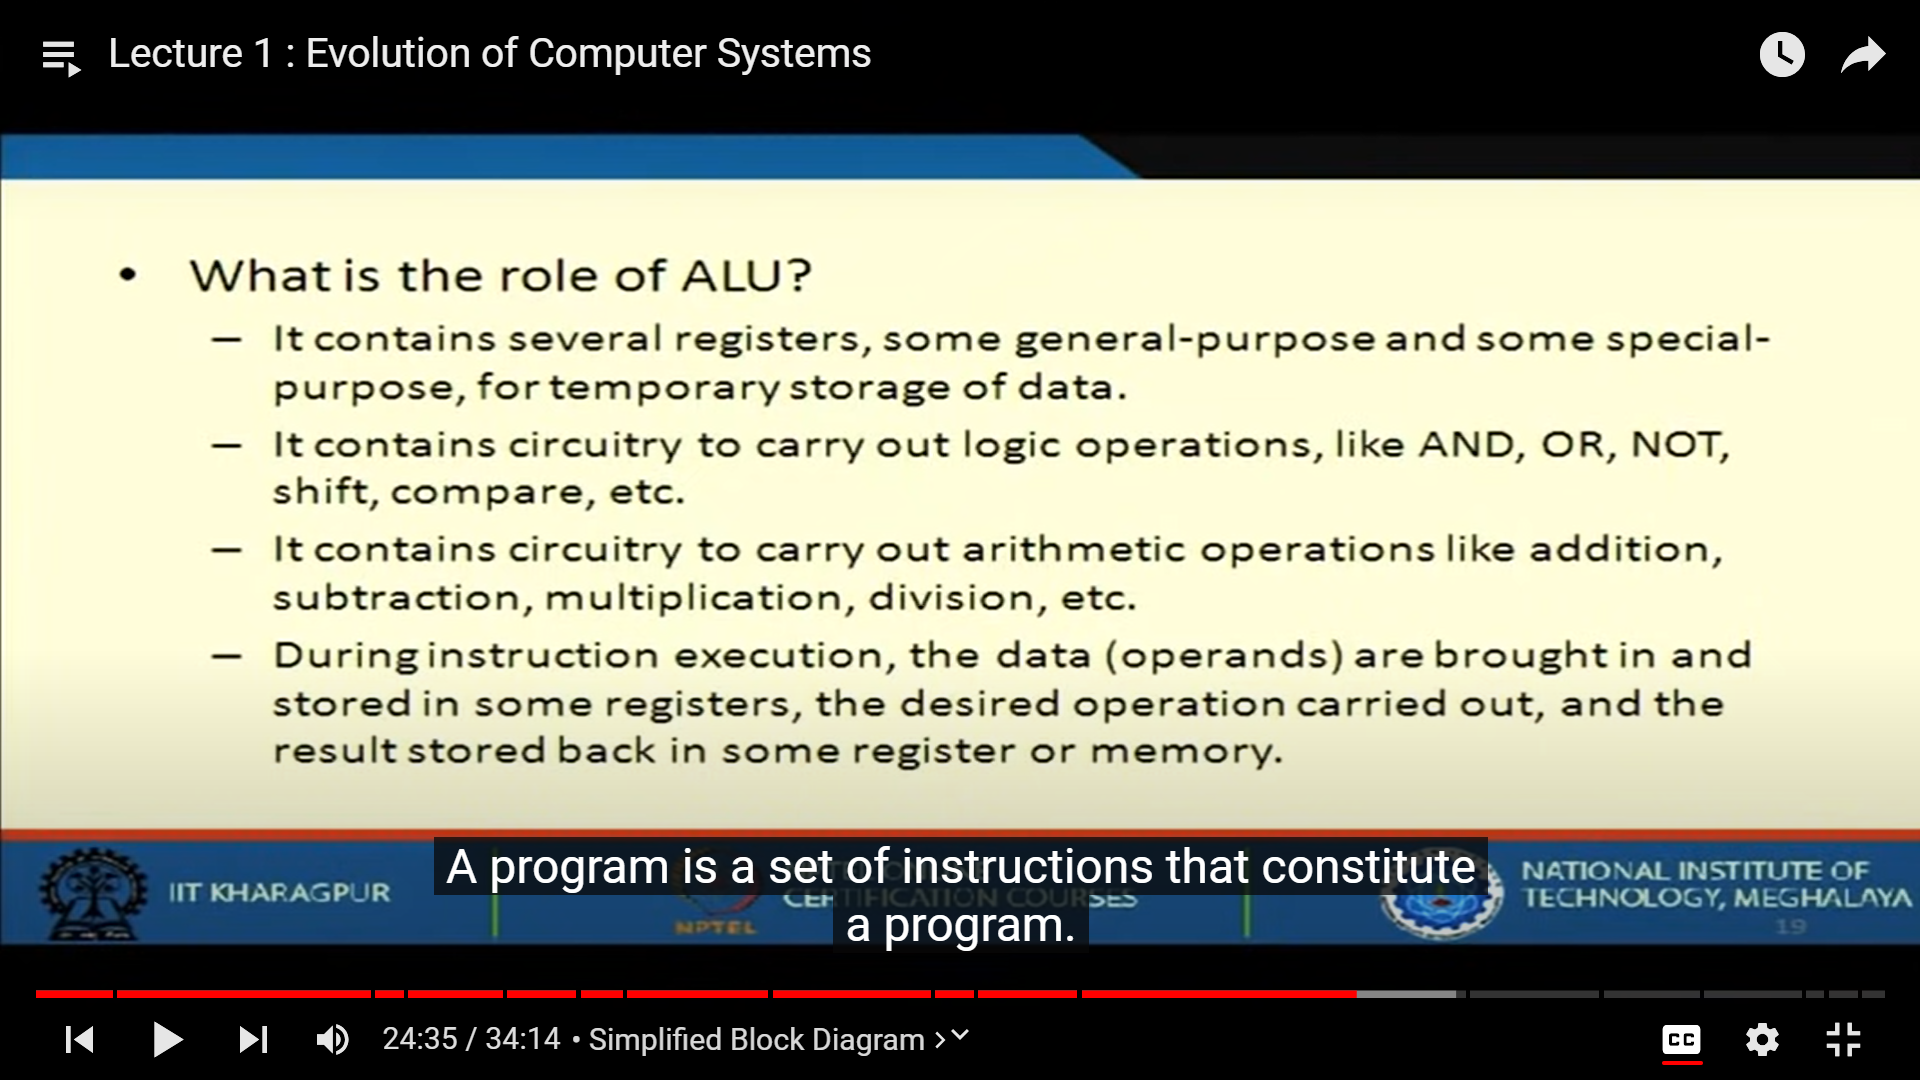 Lecture 1 : Evolution of Computer Systems
• What is the role of ALU?
– It contains several registers, some general-purpose and some special-
purpose, for temporary storage of data.
– It contains circuitry to carry out logic operations, like AND, OR, NOT,
shift, compare, etc.
– It contains circuitry to carry out arithmetic operations like addition,
subtraction, multiplication, division, etc.
– During instruction execution, the data (operands) are brought in and
stored in some registers, the desired operation carried out, and the
result stored back in some register or memory.
A program is a set of instructions that constitute
a program.
IIT KHARAGPUR
NPTEL
CERTIFICATION COURSES
NATIONAL INSTITUTE OF
TECHNOLOGY, MEGHALAYA
19
24:35 / 34:14 • Simplified Block Diagram
CC